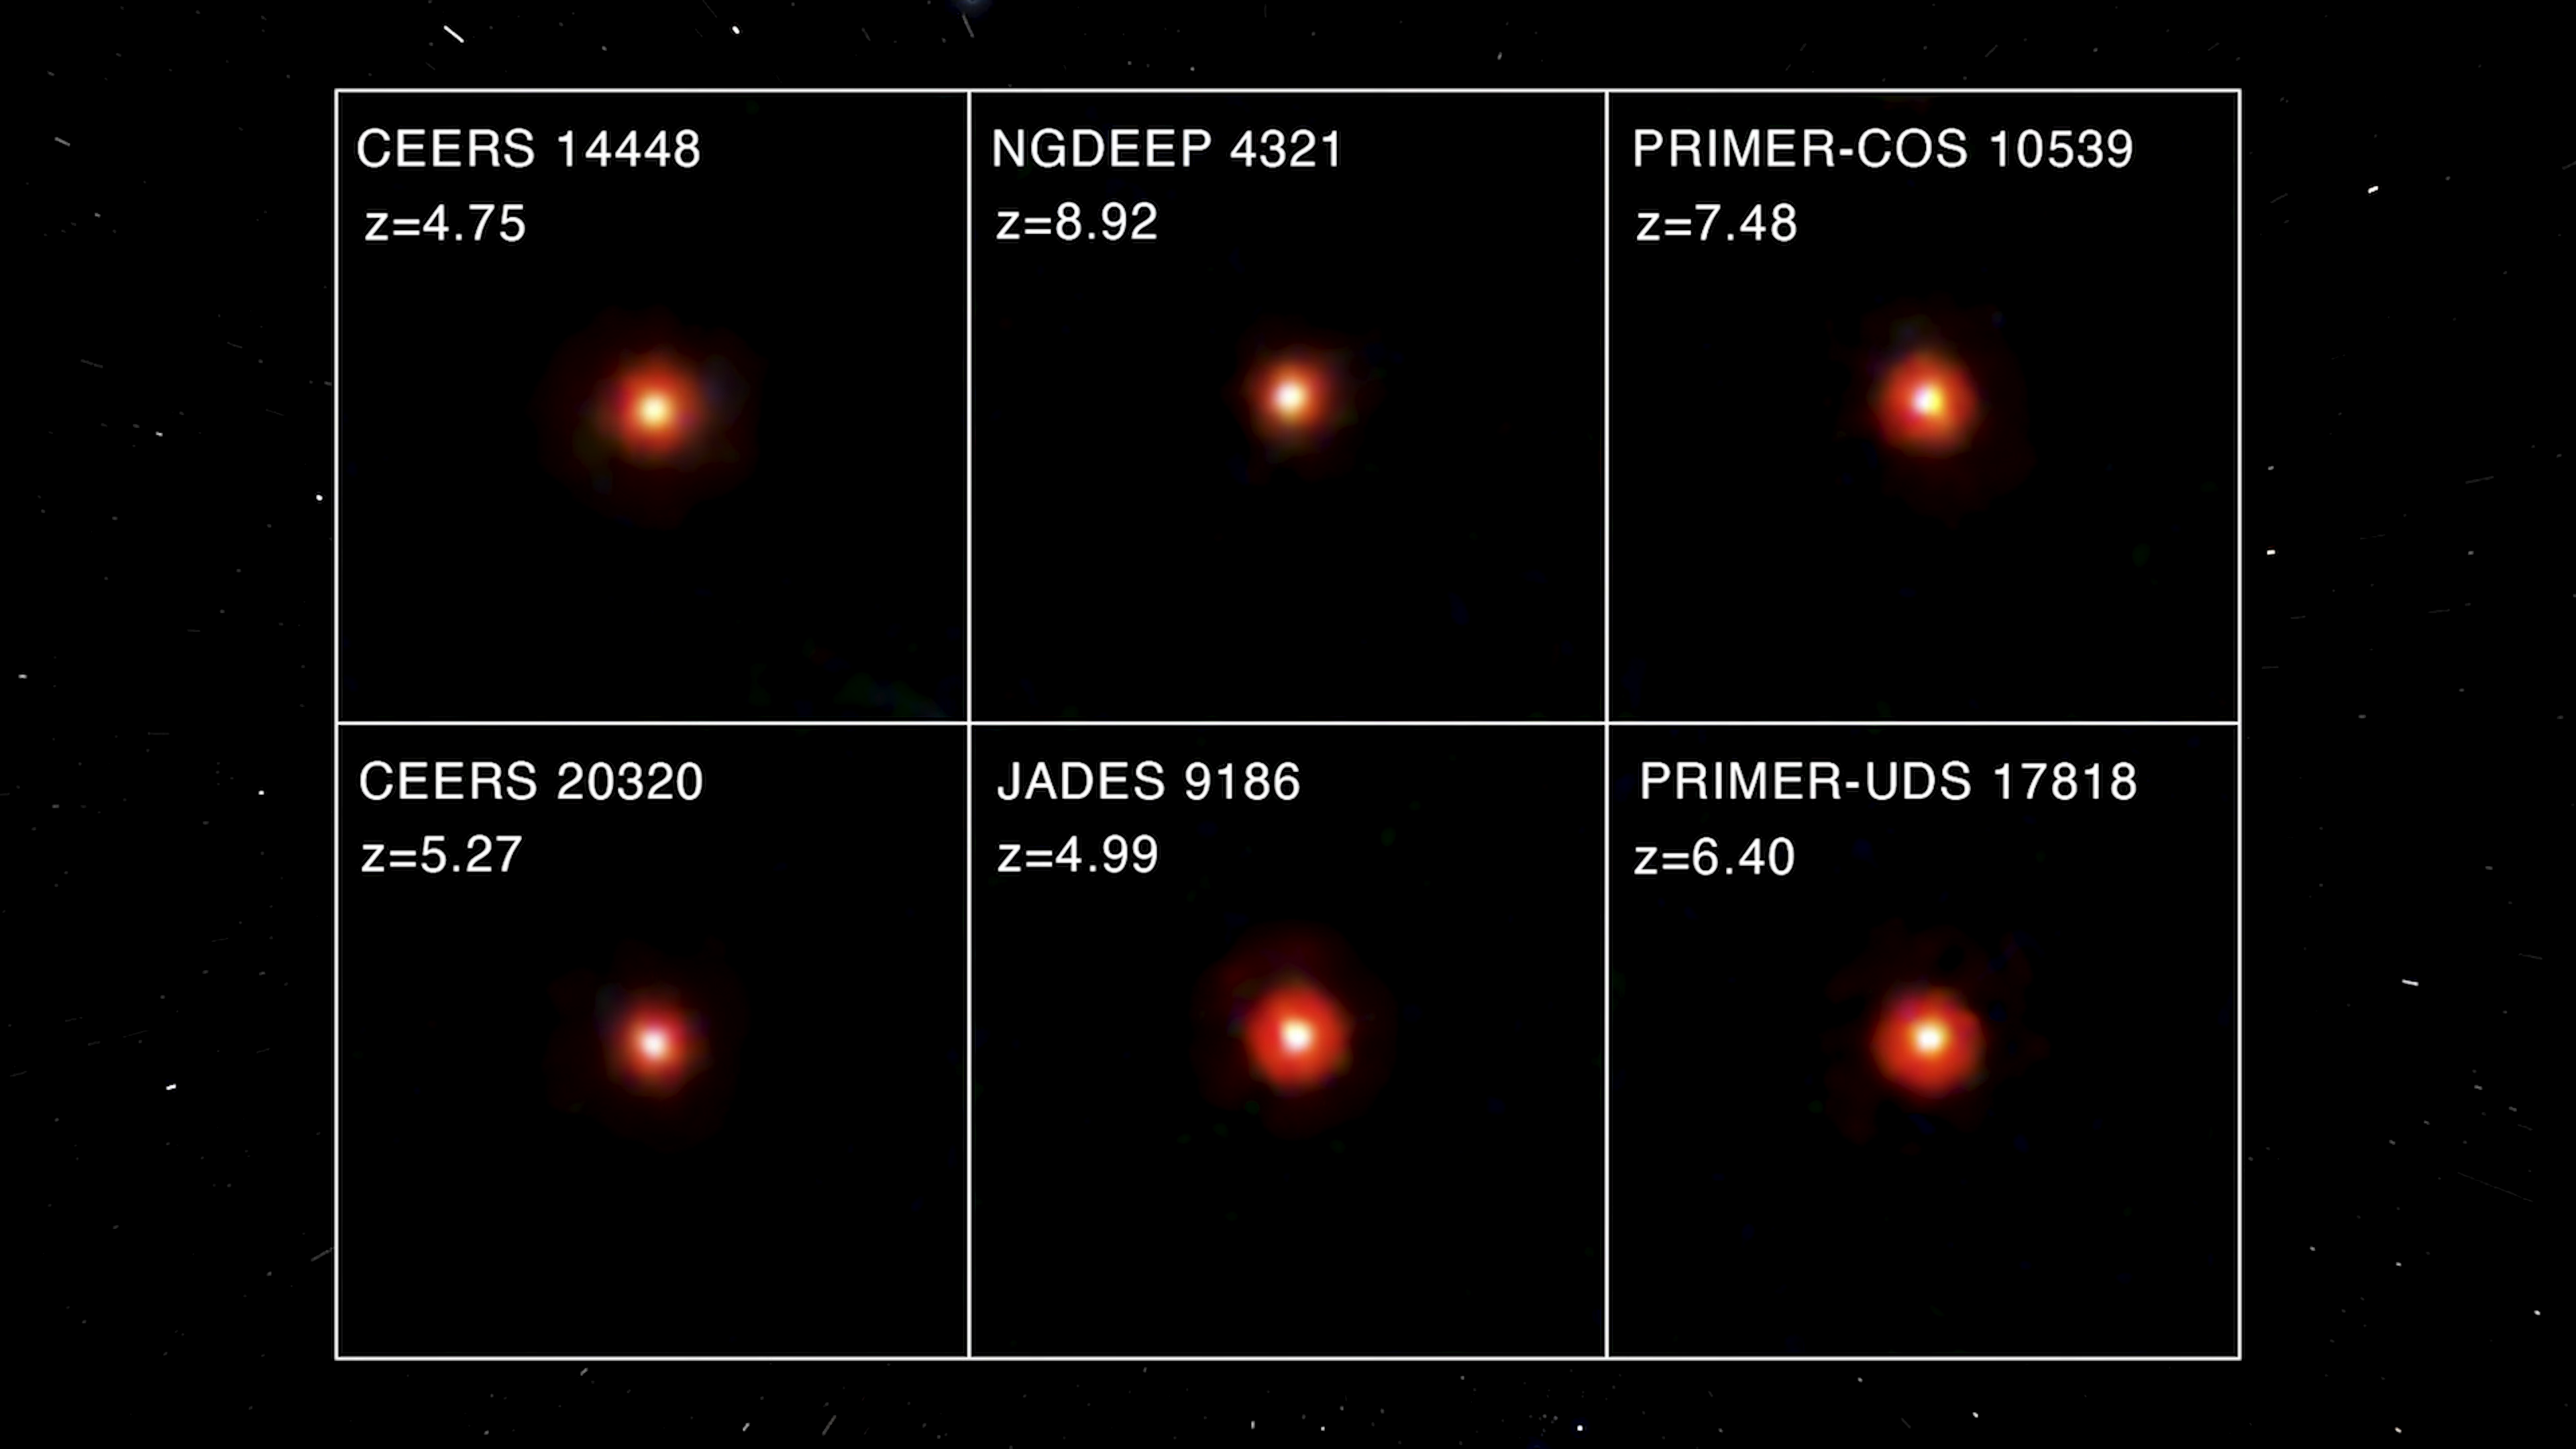 CEERS 14448
z=4.75
NGDEEP 4321
z=8.92
PRIMER-COS 10539
z=7.48
CEERS 20320
z=5.27
JADES 9186
z=4.99
PRIMER-UDS 17818
z=6.40